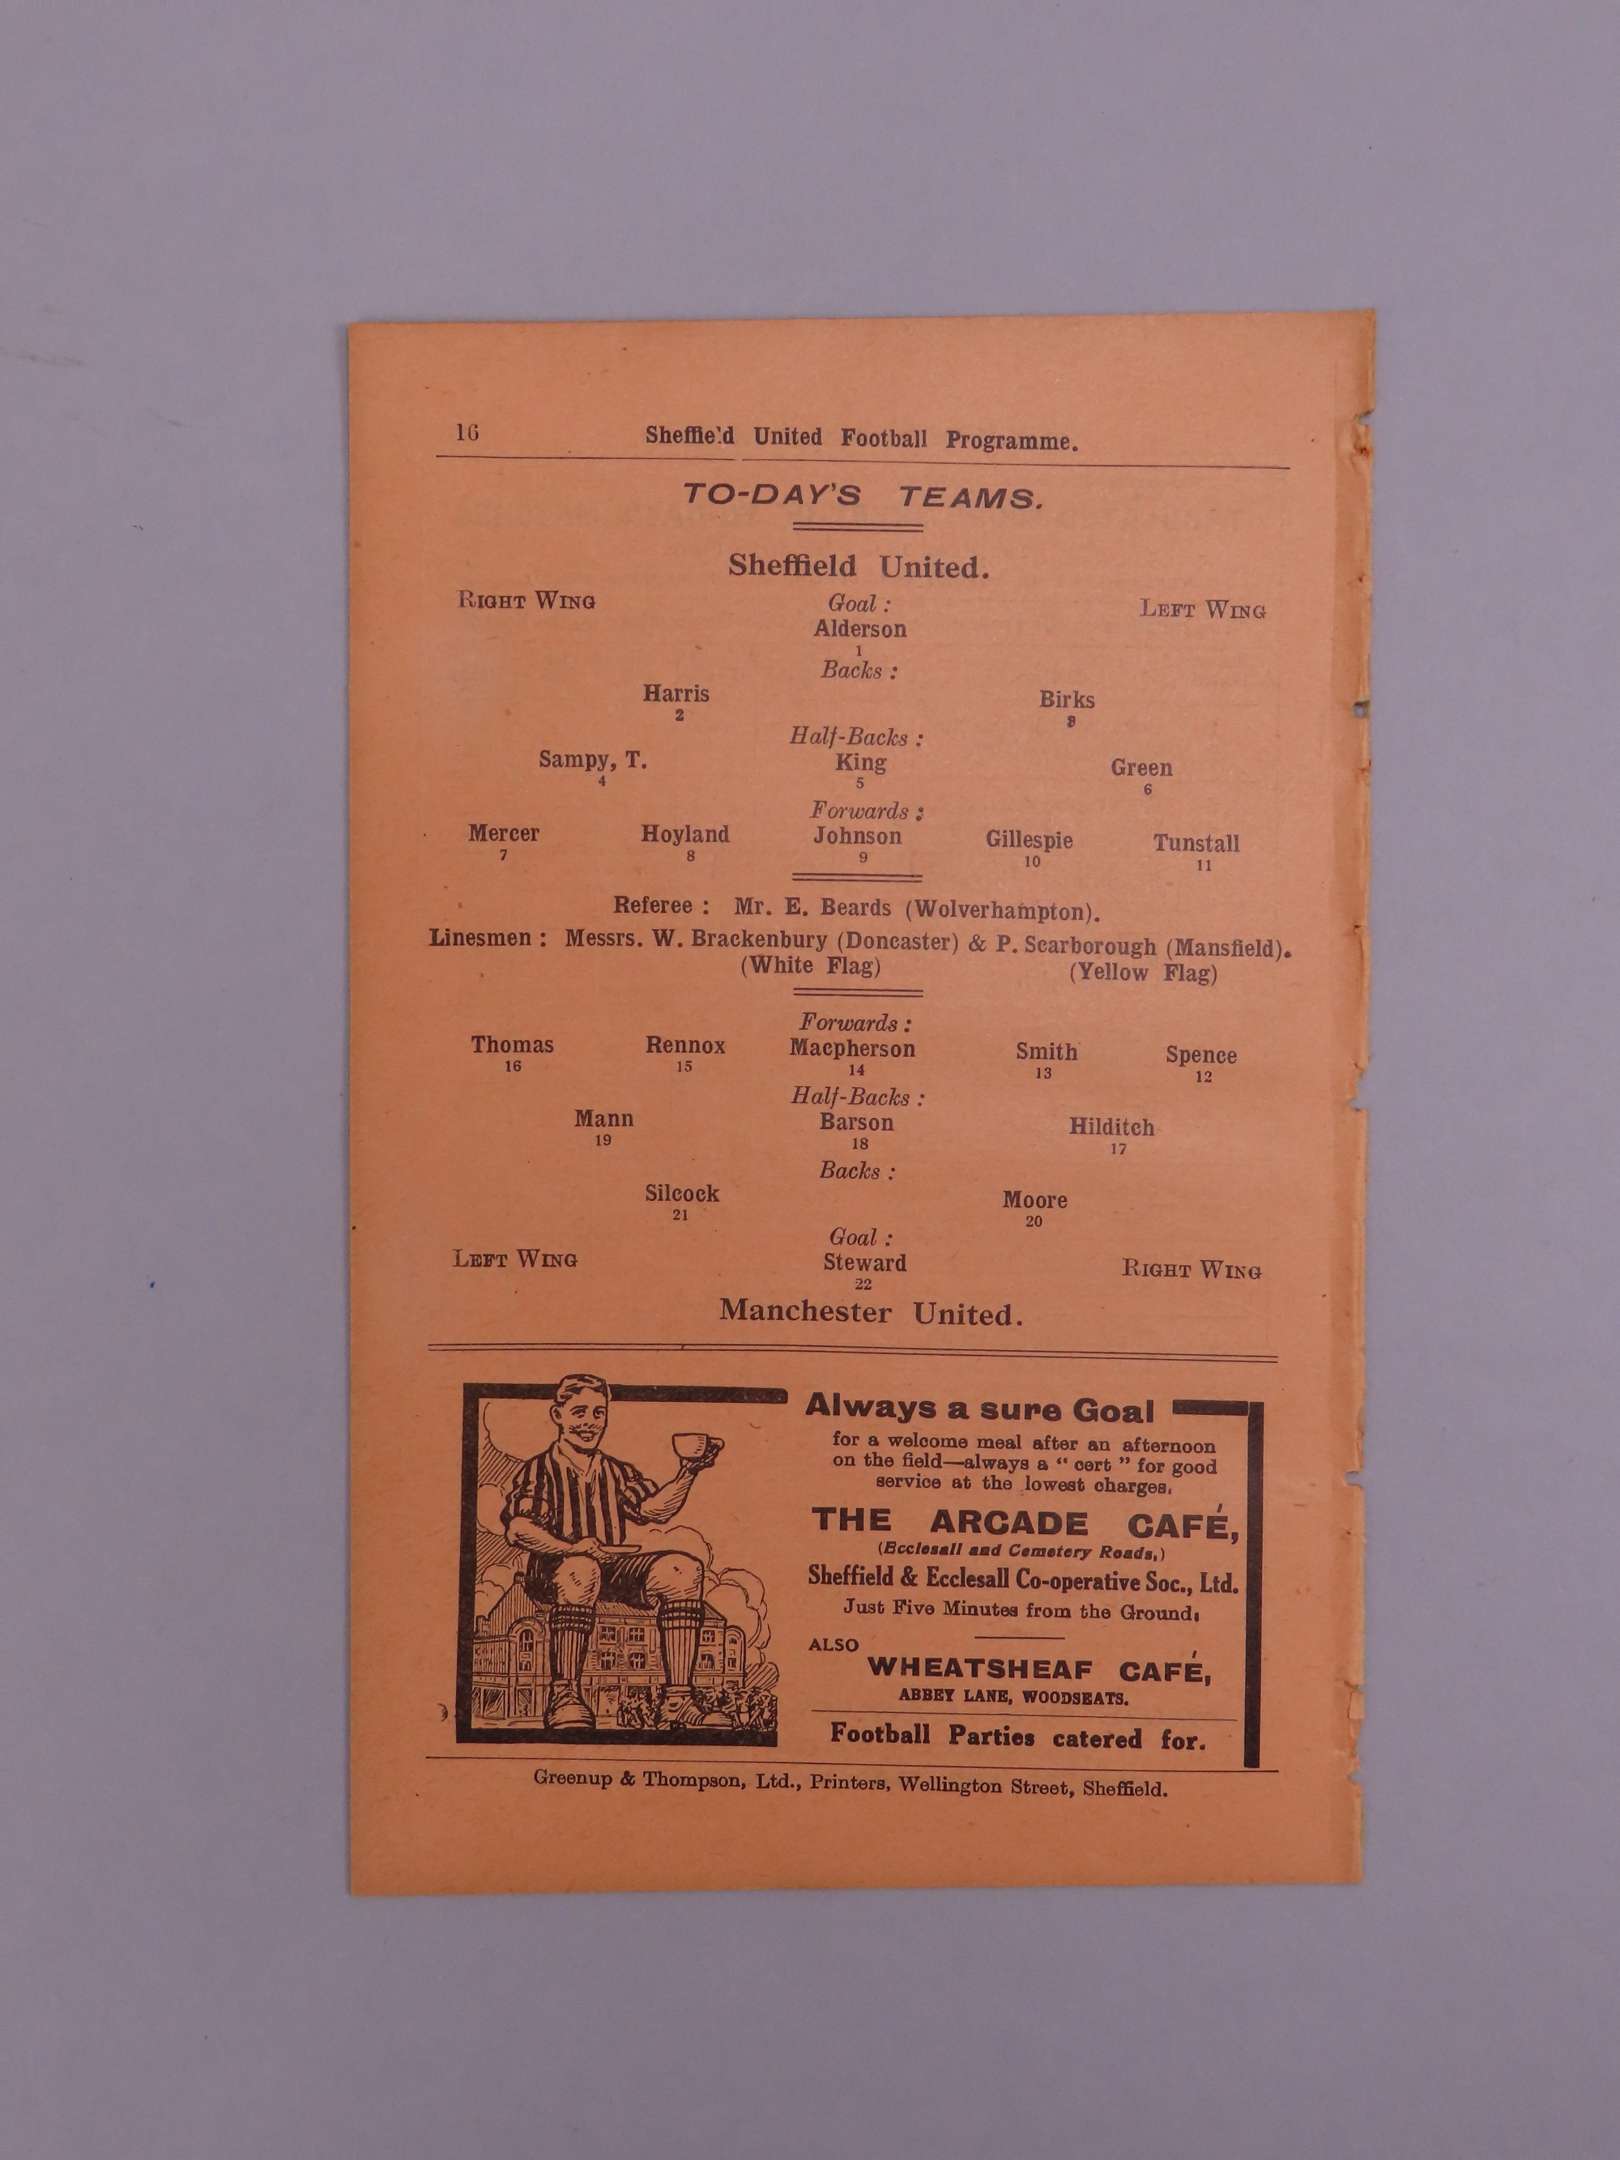 16 Sheffield United Football Programme.
TO-DAY'S TEAMS.
Sheffield United.
RIGHT WING Goal : LEFT WING
Alderson
1
Backs :
Harris Birks
2 3
Half-Backs :
Sampy, T. King Green
4 5 6
Forwards :
Mercer Hoyland Johnson Gillespie Tunstall
7 8 9 10 11
Referee : Mr. E. Beards (Wolverhampton).
Linesmen : Messrs. W. Brackenbury (Doncaster) & P. Scarborough (Mansfield).
(White Flag) (Yellow Flag)
Forwards :
Thomas Rennox Macpherson Smith Spence
16 15 14 13 12
Half-Backs :
Mann Barson Hilditch
19 18 17
Backs :
Silcock Moore
21 20
Goal :
LEFT WING Steward RIGHT WING
22
Manchester United.
Always a sure Goal
for a welcome meal after an afternoon
on the field—always a "cert" for good
service at the lowest charges.
THE ARCADE CAFÉ,
(Ecclesall and Cemetery Roads,)
Sheffield & Ecclesall Co-operative Soc., Ltd.
Just Five Minutes from the Ground.
ALSO
WHEATSHEAF CAFÉ,
ABBEY LANE, WOODSEATS.
Football Parties catered for.
Greenup & Thompson, Ltd., Printers, Wellington Street, Sheffield.